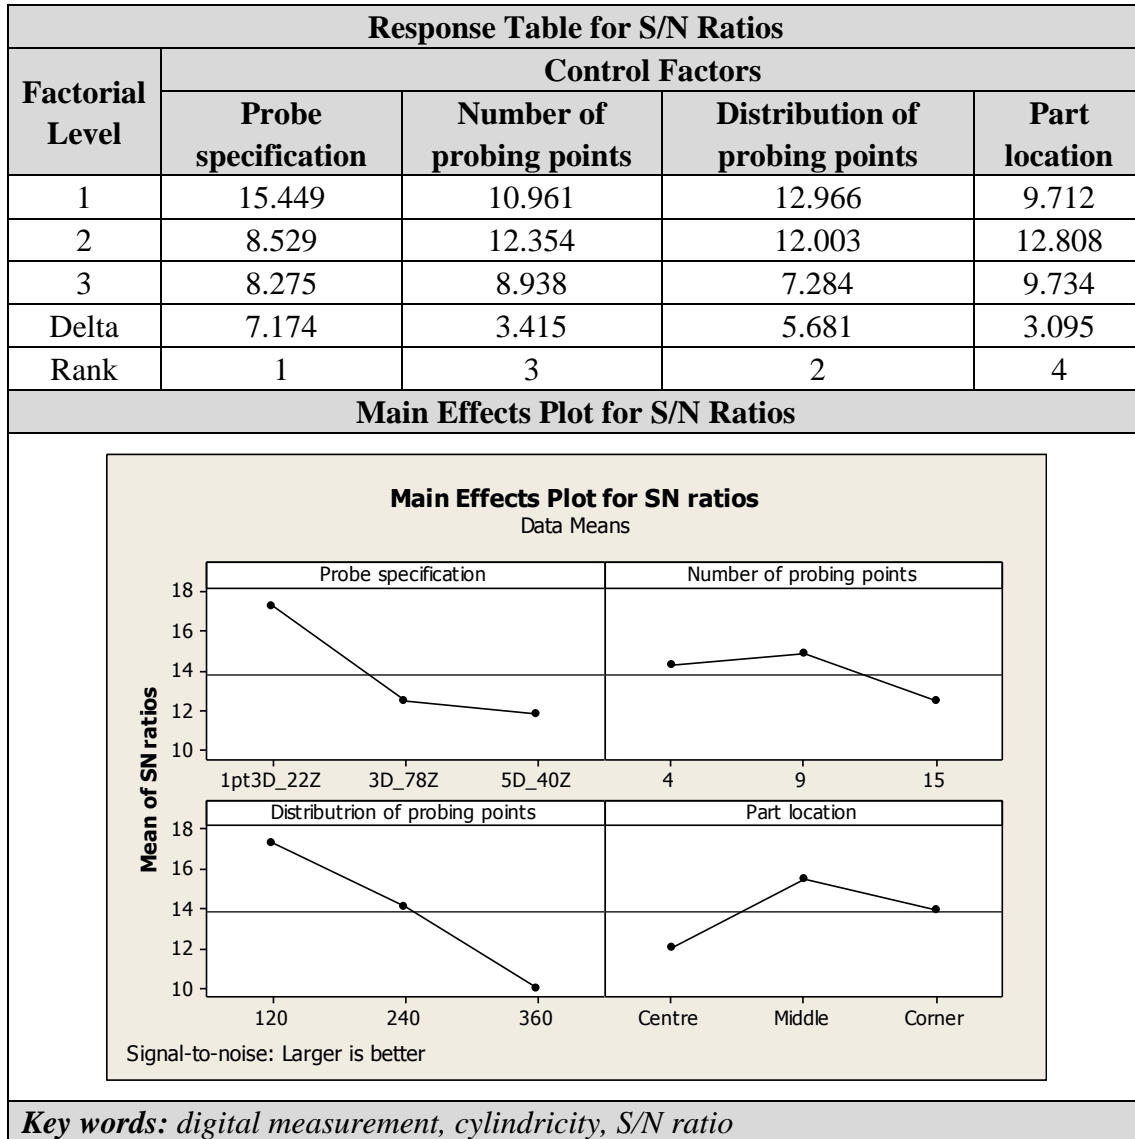 Response Table for S/N Ratios
Factorial Level
Control Factors
Probe specification
Number of probing points
Distribution of probing points
Part location
1 15.449 10.961 12.966 9.712
2 8.529 12.354 12.003 12.808
3 8.275 8.938 7.284 9.734
Delta 7.174 3.415 5.681 3.095
Rank 1 3 2 4
Main Effects Plot for S/N Ratios
Main Effects Plot for SN ratios
Data Means
Mean of SN ratios
Probe specification
Number of probing points
18
16
14
12
10
1pt3D_22Z 3D_78Z 5D_40Z
4 9 15
Distributrion of probing points
Part location
18
16
14
12
10
120 240 360
Centre Middle Corner
Signal-to-noise: Larger is better
Key words: digital measurement, cylindricity, S/N ratio